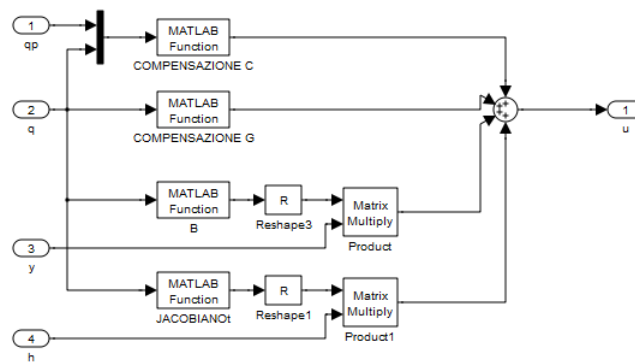 1
qp
MATLAB
Function
COMPENSAZIONE C
2
q
MATLAB
Function
COMPENSAZIONE G
1
u
MATLAB
Function
B
R
Reshape3
Matrix
Multiply
Product
3
y
MATLAB
Function
JACOBIANOt
R
Reshape1
Matrix
Multiply
Product1
4
h